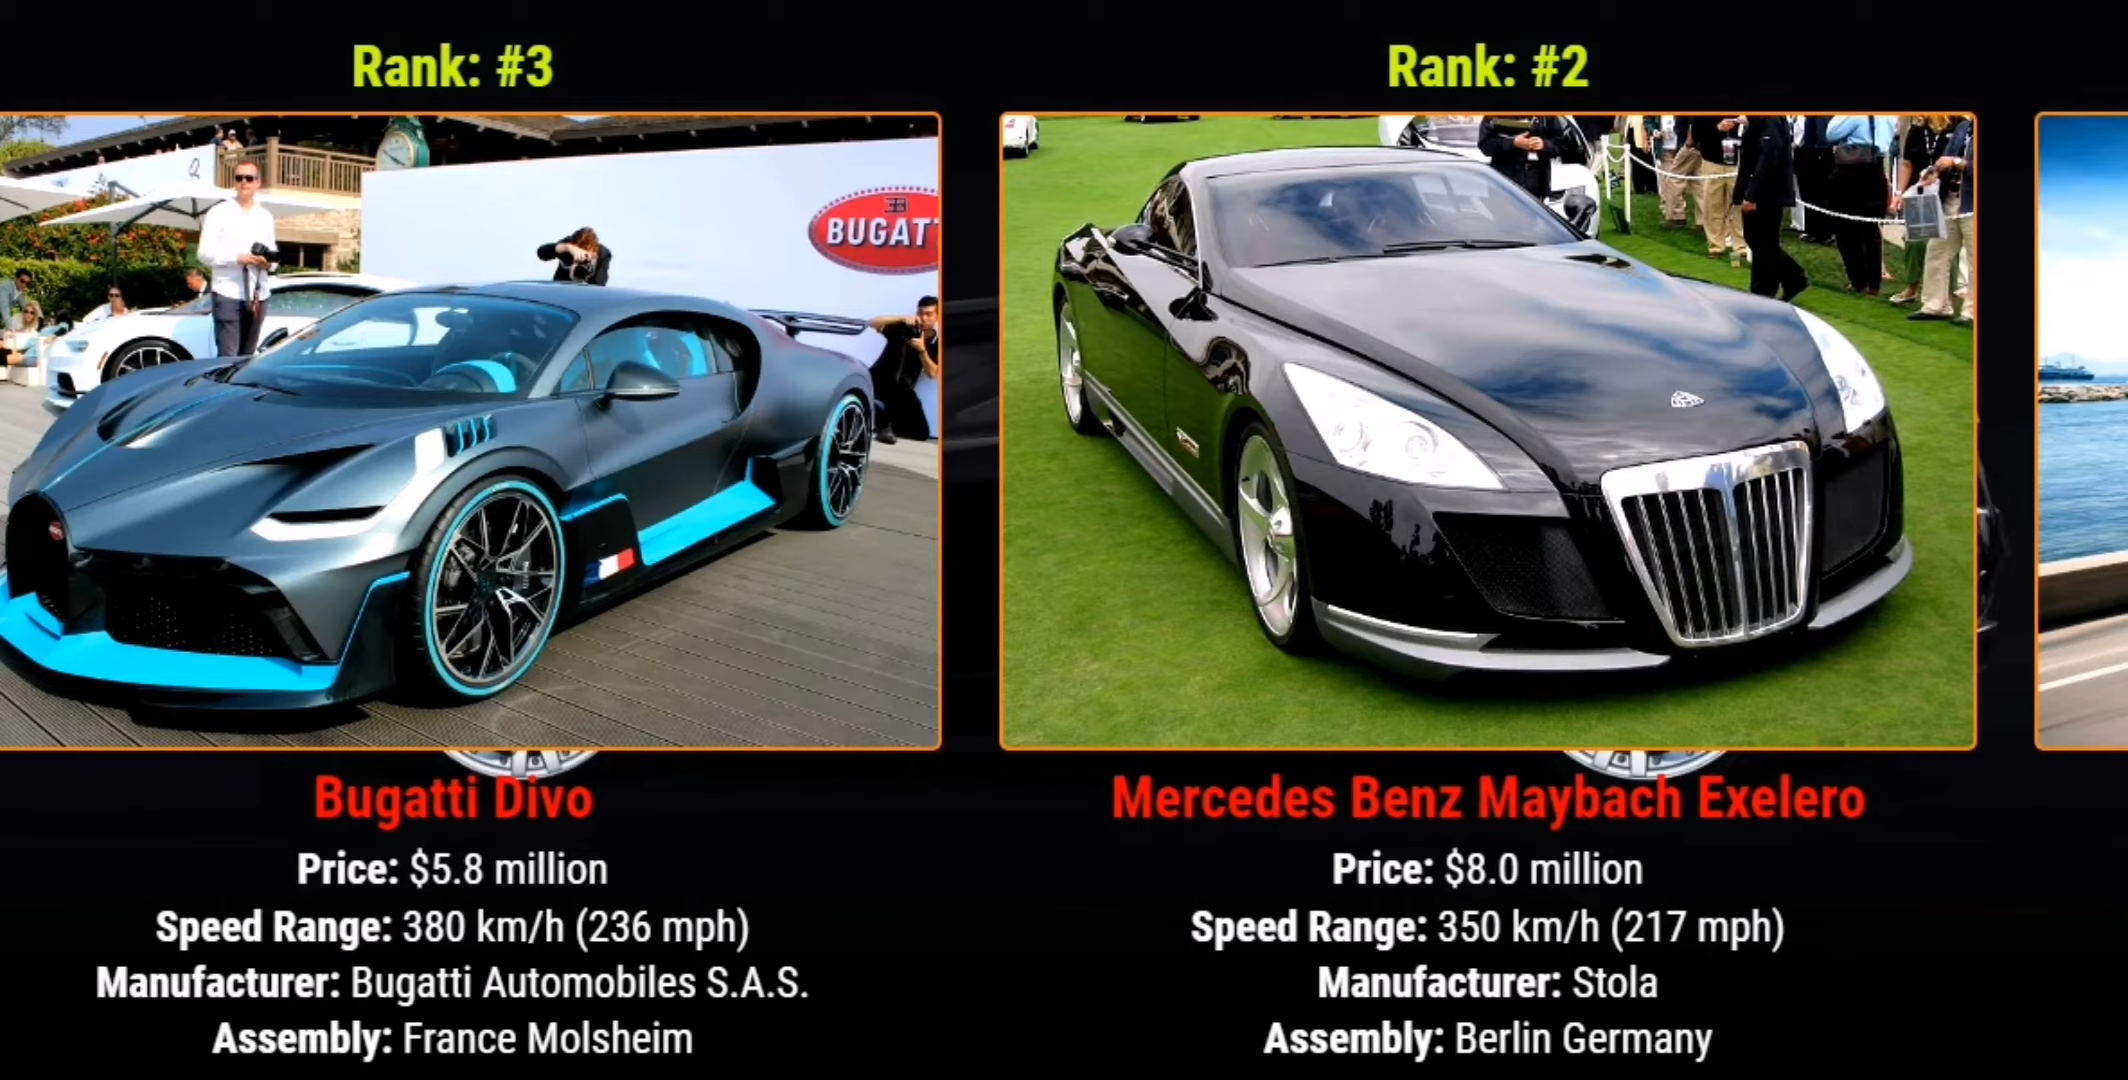 Rank: #3
BUGAT
Bugatti Divo
Price: $5.8 million
Speed Range: 380 km/h (236 mph)
Manufacturer: Bugatti Automobiles S.A.S.
Assembly: France Molsheim
Rank: #2
Mercedes Benz Maybach Exelero
Price: $8.0 million
Speed Range: 350 km/h (217 mph)
Manufacturer: Stola
Assembly: Berlin Germany